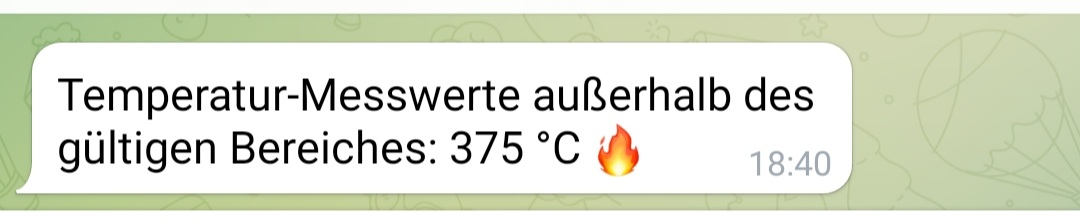 Temperatur-Messwerte außerhalb des
gültigen Bereiches: 375 °C 🔥
18:40